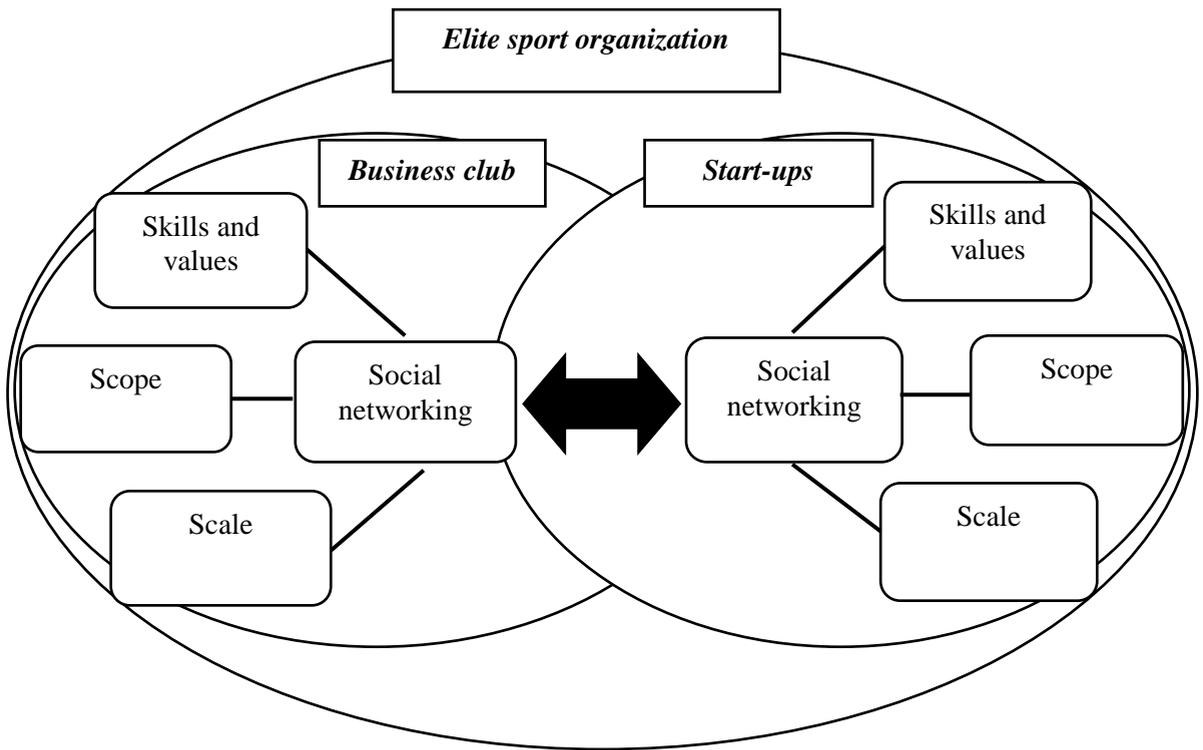 Elite sport organization
Business club
Start-ups
Skills and
values
Skills and
values
Scope
Social
networking
Social
networking
Scope
Scale
Scale